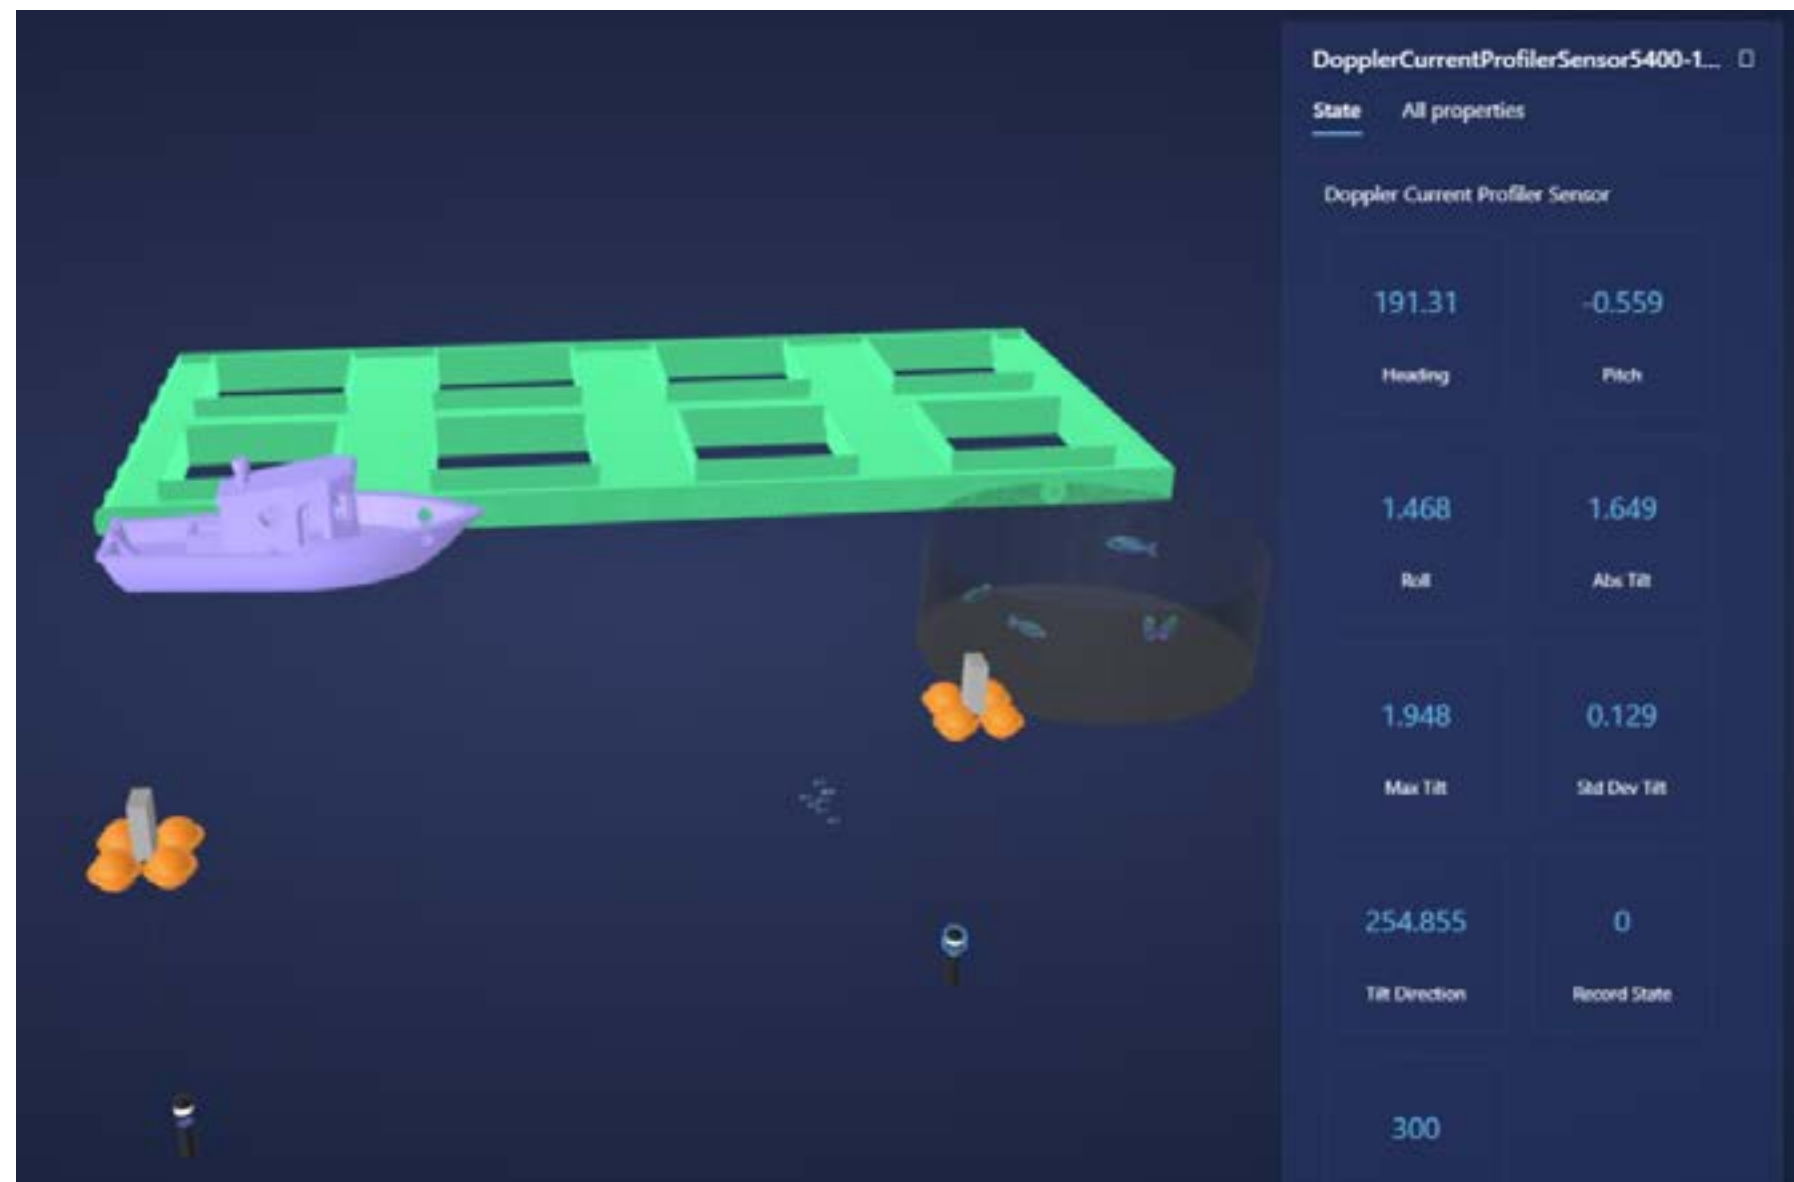 DopplerCurrentProfilerSensor5400-1...
State All properties
Doppler Current Profiler Sensor
191.31 -0.559
Heading Pitch
1.468 1.649
Roll Abs Tilt
1.948 0.129
Max Tilt Std Dev Tilt
254.855 0
Tilt Direction Record State
300